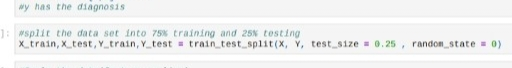 #y has the diagnosis
]:
#split the data set into 75% training and 25% testing
X_train,X_test,Y_train,Y_test = train_test_split(X, Y, test_size = 0.25 , random_state = 0)